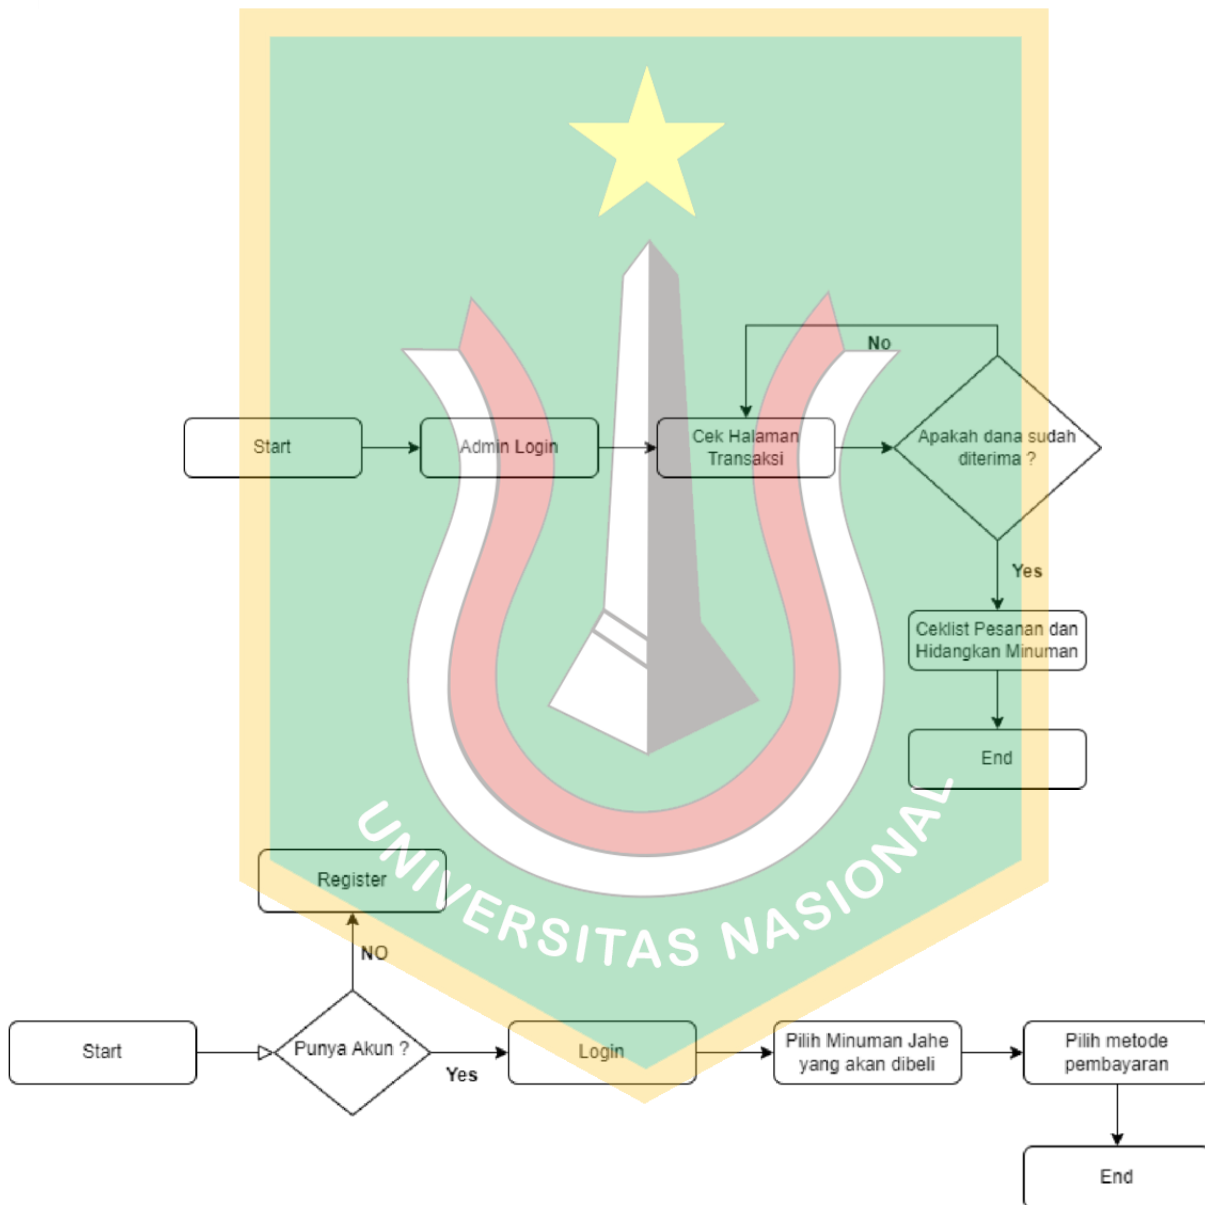 No
Start
Admin Login
Cek Halaman
Transaksi
Apakah dana sudah
diterima ?
Yes
Ceklist Pesanan dan
Hidangkan Minuman
End
UNIVERSITAS NASIONAL
Register
NO
Start
Punya Akun ?
Yes
Login
Pilih Minuman Jahe
yang akan dibeli
Pilih metode
pembayaran
End